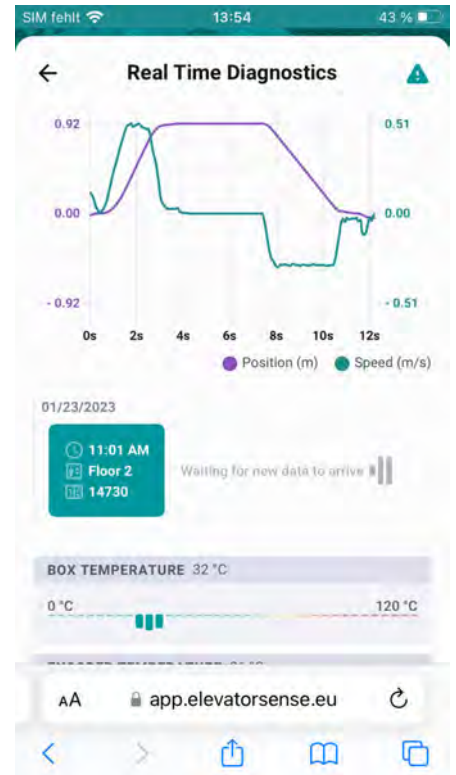 SIM fehlt 13:54 43 %
Real Time Diagnostics
0.92 0.51
0.00 0.00
- 0.92 - 0.51
0s 2s 4s 6s 8s 10s 12s
Position (m) Speed (m/s)
01/23/2023
11:01 AM
Floor 2
14730
Waiting for new data to arrive
BOX TEMPERATURE 32 °C
0 °C 120 °C
AA app.elevatorsense.eu